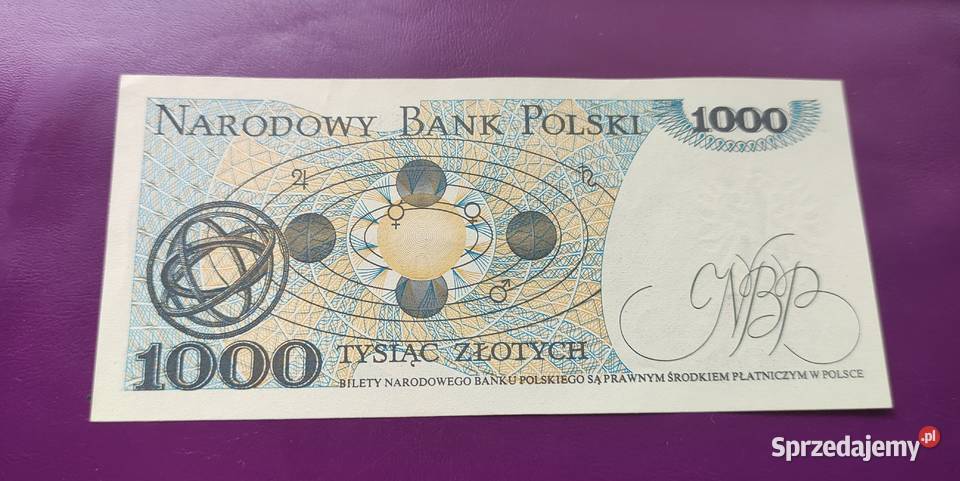 NARODOWY BANK POLSKI
1000
NBP
1000
TYSIĄC ZŁOTYCH
BILETY NARODOWEGO BANKU POLSKIEGO SĄ PRAWNYM ŚRODKIEM PŁATNICZYM W POLSCE
Sprzedajemy.pl